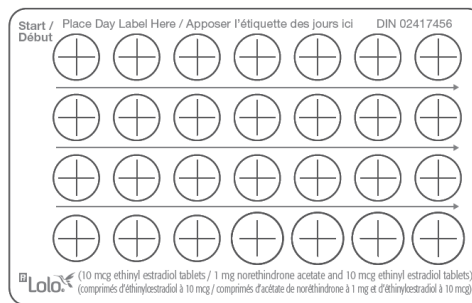 Start / Début
Place Day Label Here / Apposer l'étiquette des jours ici
DIN 02417456
Lolo
(10 mcg ethinyl estradiol tablets / 1 mg norethindrone acetate and 10 mcg ethinyl estradiol tablets)
(comprimés d'éthinylœstradiol à 10 mcg / comprimés d'acétate de noréthindrone à 1 mg et d'éthinylœstradiol à 10 mcg)